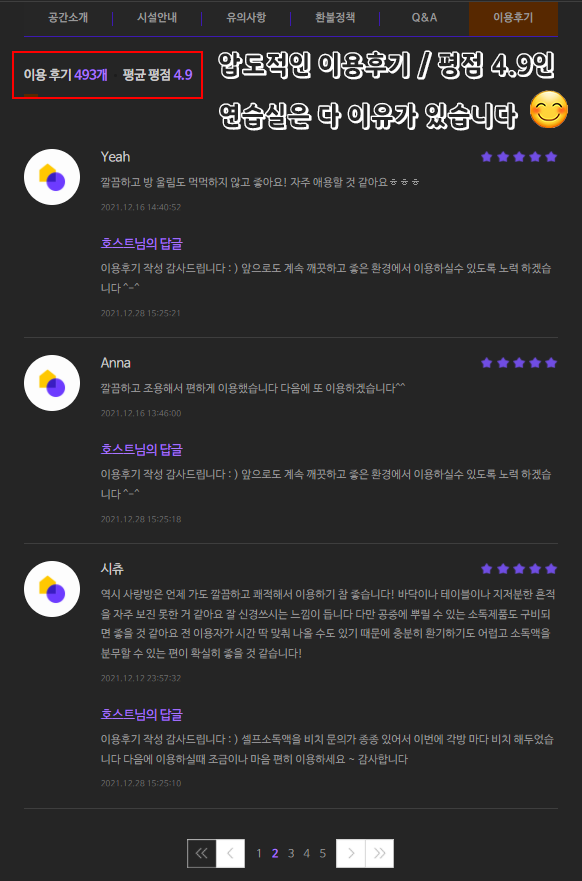 공간소개 시설안내 유의사항 환불정책 Q&A 이용후기
이용 후기 493개 평균 평점 4.9
압도적인 이용후기 / 평점 4.9인
연습실은 다 이유가 있습니다
Yeah
깔끔하고 방 울림도 먹먹하지 않고 좋아요! 자주 애용할 것 같아요ㅎㅎㅎ
2021.12.16 14:40:52
호스트님의 답글
이용후기 작성 감사드립니다 : ) 앞으로도 계속 깨끗하고 좋은 환경에서 이용하실수 있도록 노력 하겠습
니다 ^-^
2021.12.28 15:25:21
Anna
깔끔하고 조용해서 편하게 이용했습니다 다음에 또 이용하겠습니다^^
2021.12.16 13:46:00
호스트님의 답글
이용후기 작성 감사드립니다 : ) 앞으로도 계속 깨끗하고 좋은 환경에서 이용하실수 있도록 노력 하겠습
니다 ^-^
2021.12.28 15:25:18
시츄
역시 사랑방은 언제 가도 깔끔하고 쾌적해서 이용하기 참 좋습니다! 바닥이나 테이블이나 지저분한 흔적
을 자주 보진 못한 거 같아요 잘 신경쓰시는 느낌이 듭니다 다만 공중에 뿌릴 수 있는 소독제품도 구비되
면 좋을 것 같아요 전 이용자가 시간 딱 맞춰 나올 수도 있기 때문에 충분히 환기하기도 어렵고 소독액을
분무할 수 있는 편이 확실히 좋을 것 같습니다!
2021.12.12 23:57:32
호스트님의 답글
이용후기 작성 감사드립니다 : ) 셀프소독액을 비치 문의가 종종 있어서 이번에 각방 마다 비치 해두었습
니다 다음에 이용하실때 조금이나 마음 편히 이용하세요 ~ 감사합니다
2021.12.28 15:25:10
1 2 3 4 5